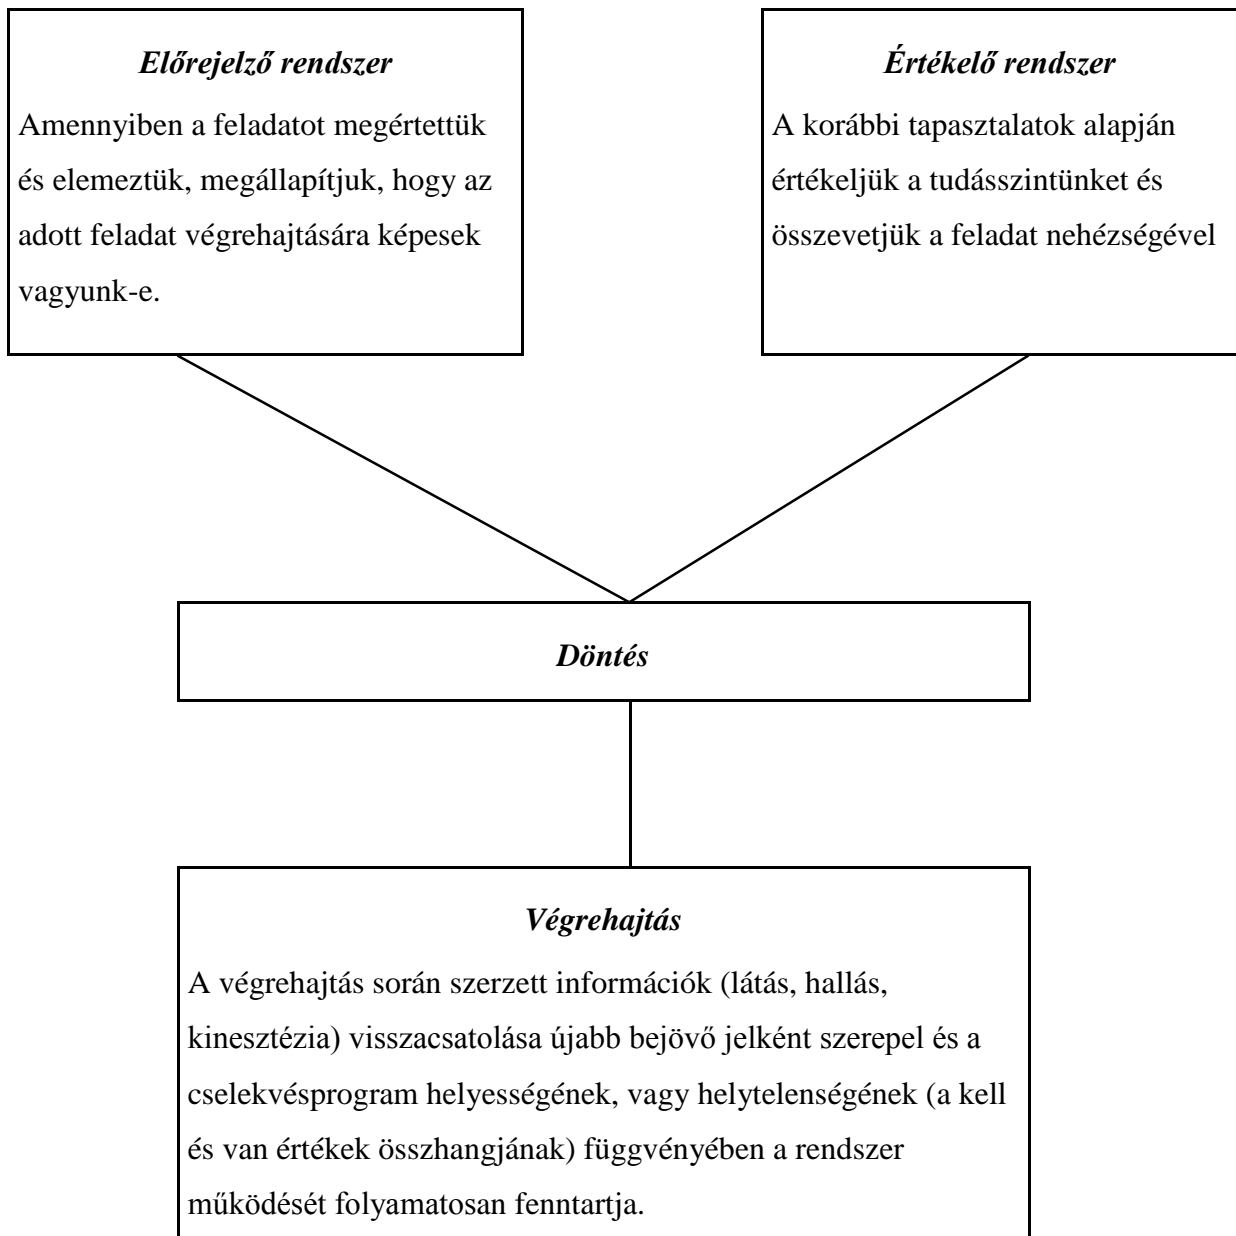 Előrejelző rendszer
Amennyiben a feladatot megértettük
és elemeztük, megállapítjuk, hogy az
adott feladat végrehajtására képesek
vagyunk-e.
Értékelő rendszer
A korábbi tapasztalatok alapján
értékeljük a tudásszintünket és
összevetjük a feladat nehézségével
Döntés
Végrehajtás
A végrehajtás során szerzett információk (látás, hallás,
kinesztézia) visszacsatolása újabb bejövő jelként szerepel és a
cselekvésprogram helyességének, vagy helytelenségének (a kell
és van értékek összhangjának) függvényében a rendszer
működését folyamatosan fenntartja.